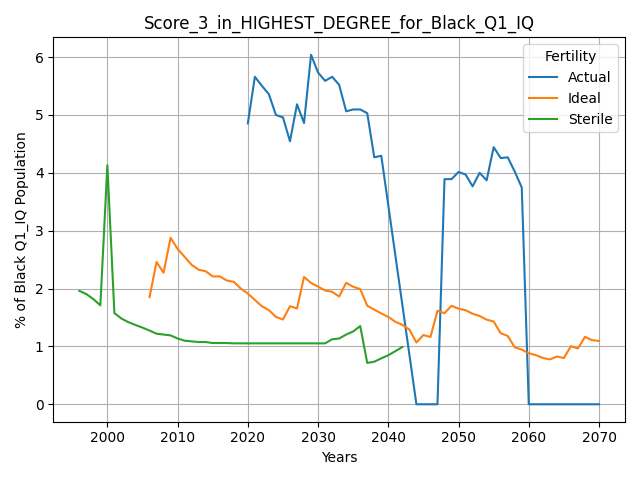 Score_3_in_HIGHEST_DEGREE_for_Black_Q1_IQ
Fertility
Actual
Ideal
Sterile
% of Black Q1_IQ Population
6
5
4
3
2
1
0
2000 2010 2020 2030 2040 2050 2060 2070
Years